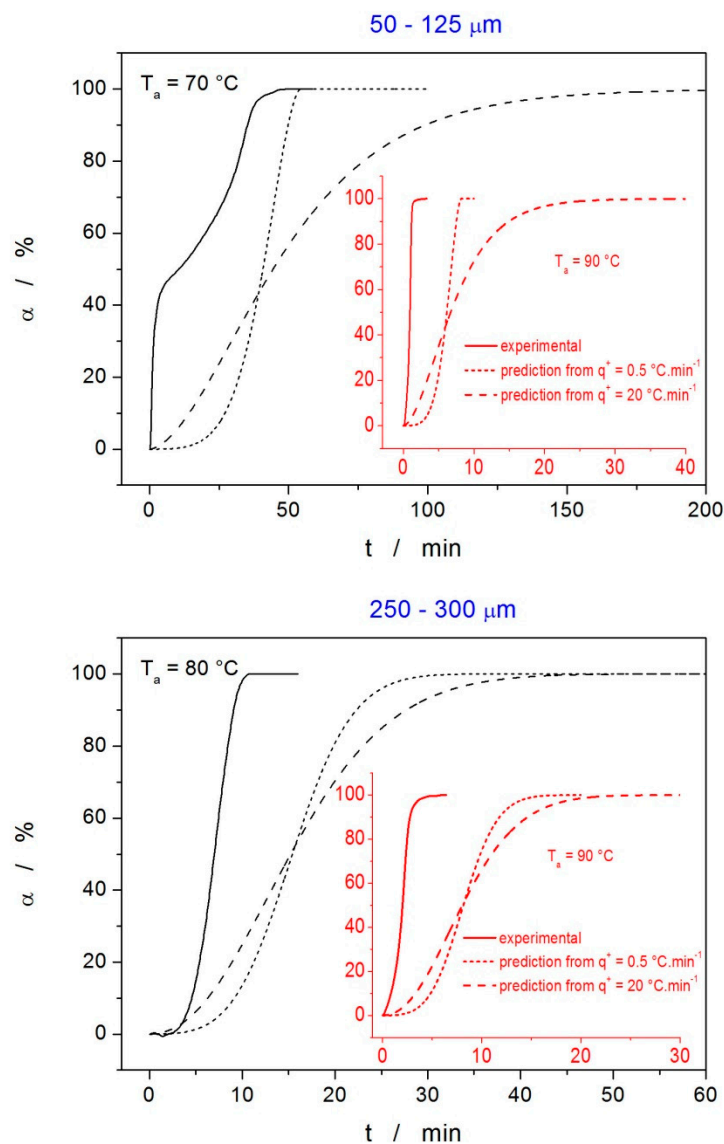 50 - 125 μm
T_a = 70 °C
100
80
60
40
20
0
α / %
0 50 100 150 200
t / min
100
80
60
40
20
0
T_a = 90 °C
experimental
prediction from q⁺ = 0.5 °C.min⁻¹
prediction from q⁺ = 20 °C.min⁻¹
0 10 20 30 40
250 - 300 μm
T_a = 80 °C
100
80
60
40
20
0
α / %
0 10 20 30 40 50 60
t / min
100
80
60
40
20
0
T_a = 90 °C
experimental
prediction from q⁺ = 0.5 °C.min⁻¹
prediction from q⁺ = 20 °C.min⁻¹
0 10 20 30